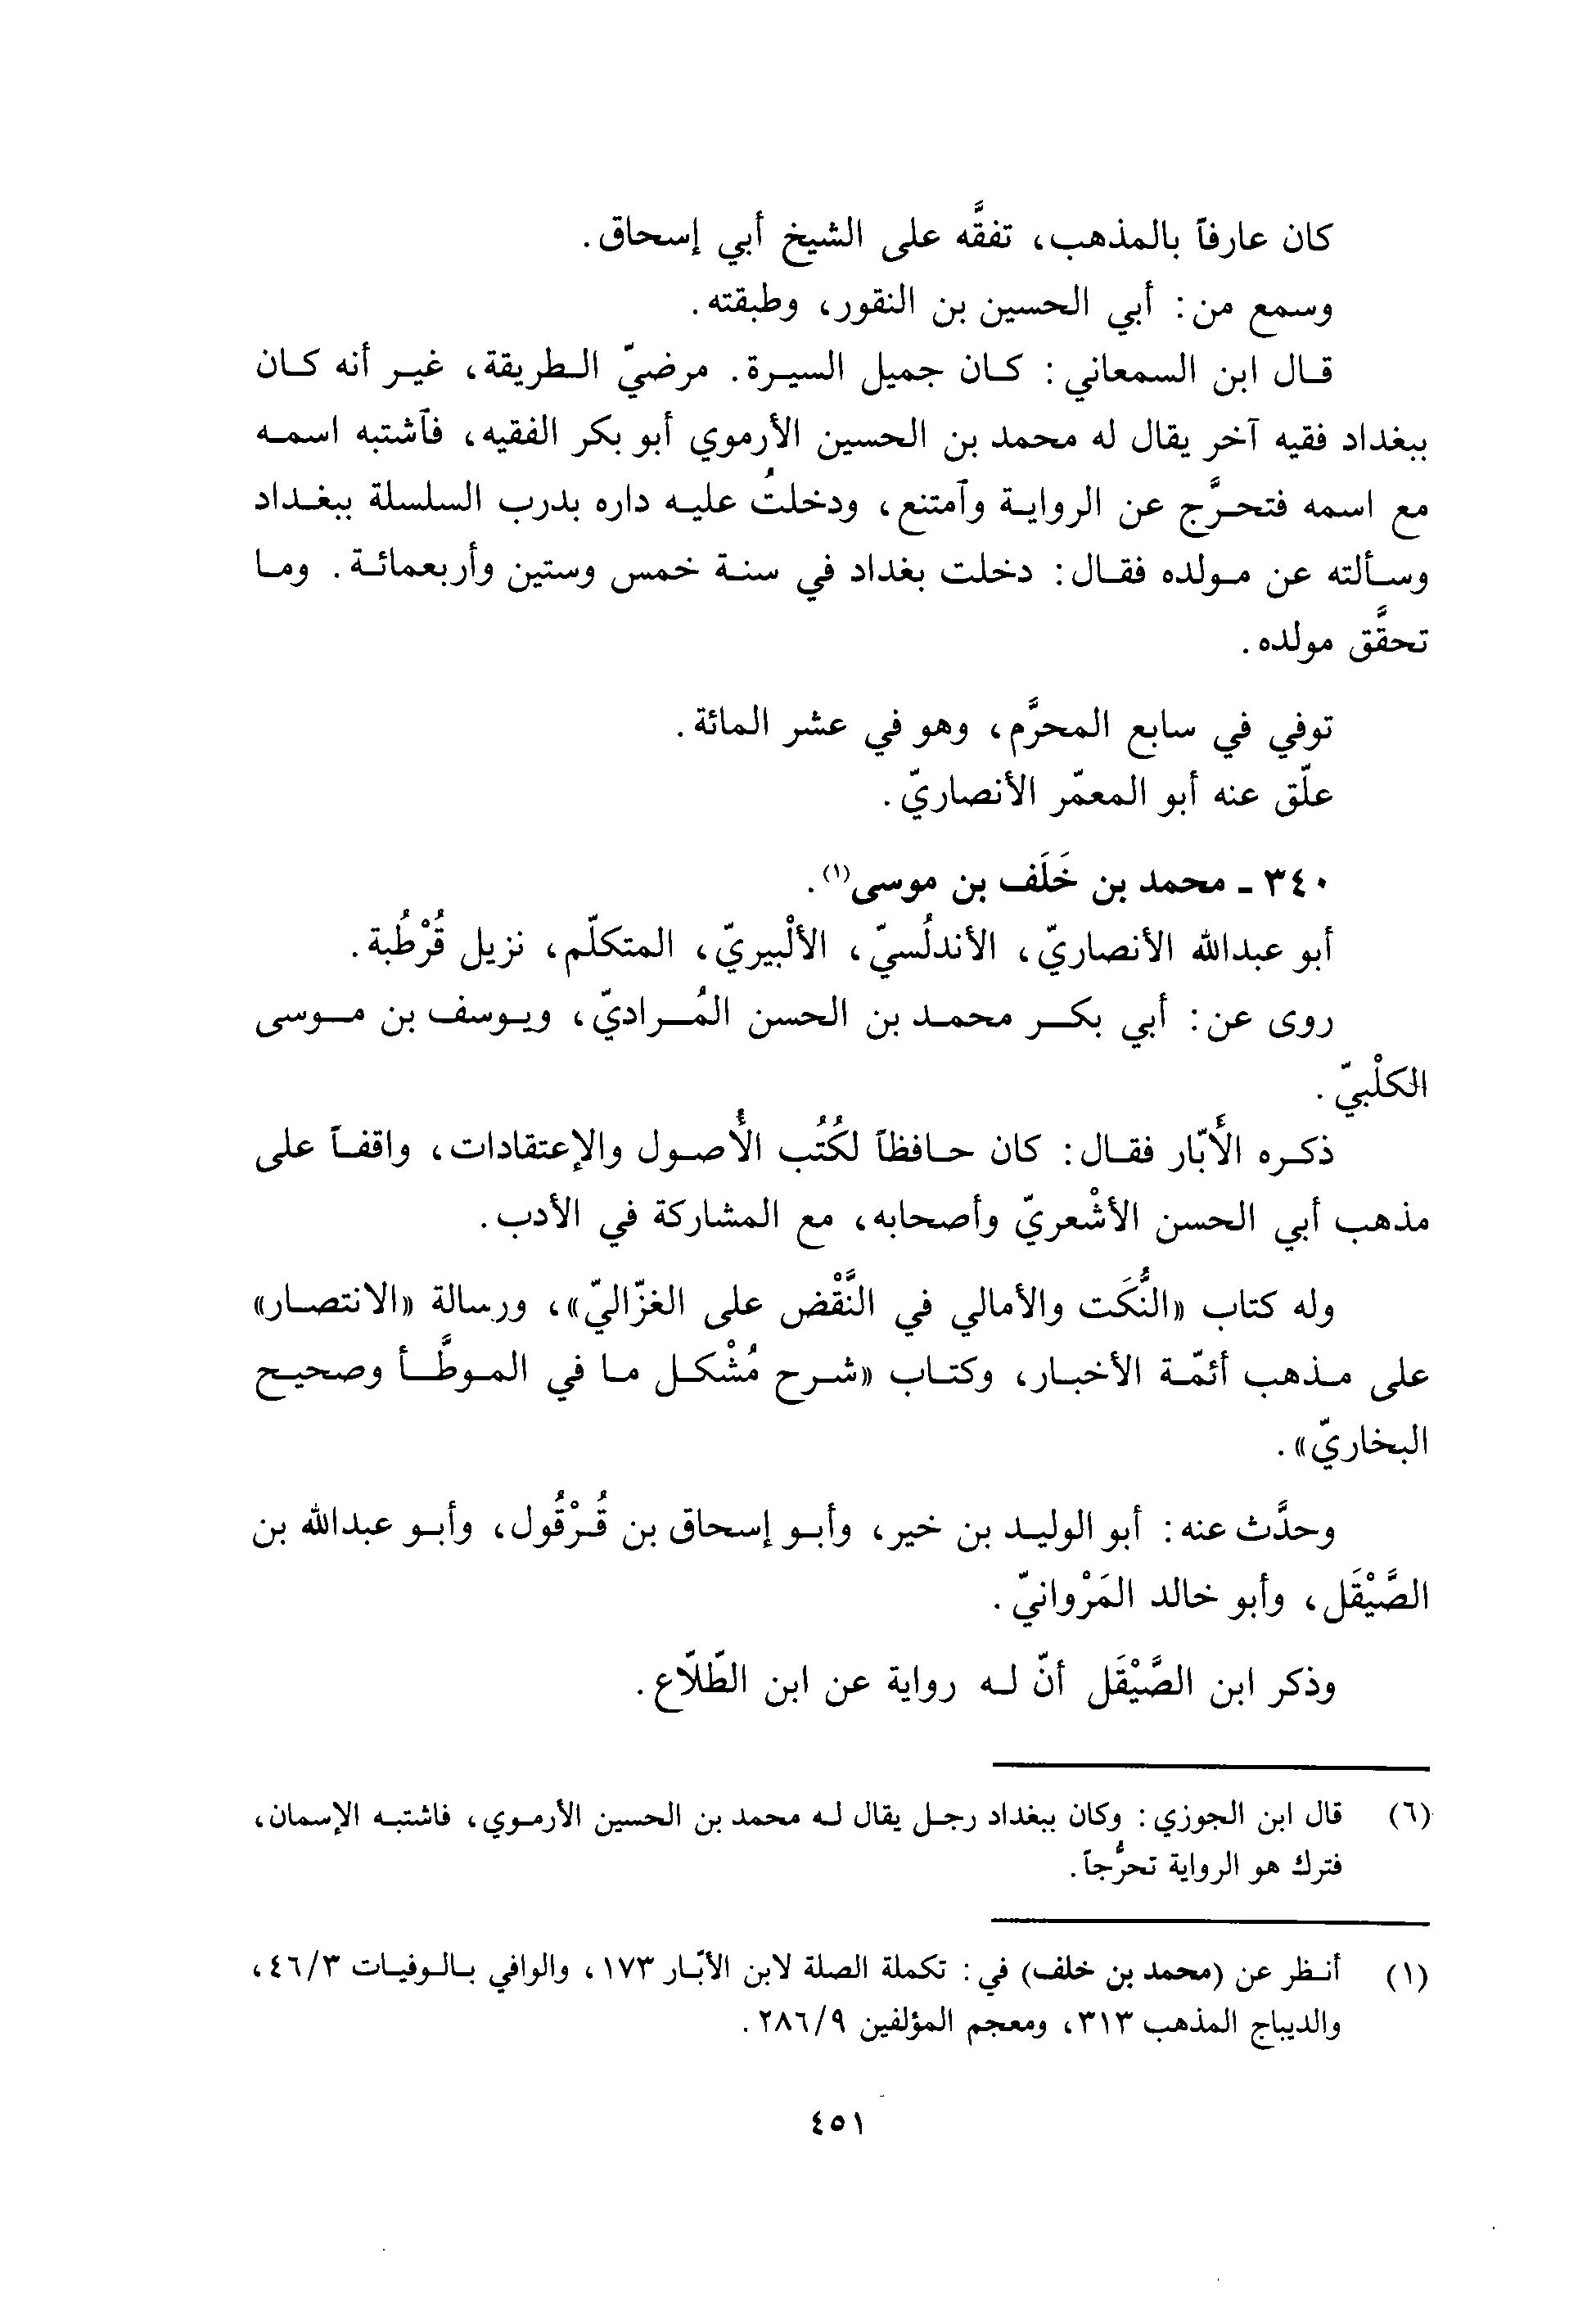 كان عارفاً بالمذهب، تفقَّه على الشيخ أبي إسحاق.
وسمع من: أبي الحسين بن النقور، وطبقته.
قال ابن السمعاني: كان جميل السيرة. مرضيّ الطريقة، غير أنه كان
ببغداد فقيه آخر يقال له محمد بن الحسين الأرموي أبو بكر الفقيه، فٱشتبه اسمه
مع اسمه فتحرَّج عن الرواية وٱمتنع، ودخلتُ عليه داره بدرب السلسلة ببغداد
وسألته عن مولده فقال: دخلت بغداد في سنة خمس وستين وأربعمائة. وما
تحقَّق مولده.
توفي في سابع المحرَّم، وهو في عشر المائة.
علّق عنه أبو المعمّر الأنصاريّ.
٣٤٠ - محمد بن خَلَف بن موسى(١).
أبو عبدالله الأنصاريّ، الأندلُسيّ، الألْبيريّ، المتكلّم، نزيل قُرْطُبة.
روى عن: أبي بكر محمد بن الحسن المُراديّ، ويوسف بن موسى
الكلْبيّ.
ذكره الأَبّار فقال: كان حافظاً لكُتُب الأُصول والإعتقادات، واقفاً على
مذهب أبي الحسن الأشْعريّ وأصحابه، مع المشاركة في الأدب.
وله كتاب «النُّكَت والأمالي في النَّقْض على الغزّاليّ»، ورسالة «الانتصار»
على مذهب أئمّة الأخبار، وكتاب «شرح مُشْكل ما في الموطَّأ وصحيح
البخاريّ».
وحدَّث عنه: أبو الوليد بن خير، وأبو إسحاق بن قُرْقُول، وأبو عبدالله بن
الصَّيْقَل، وأبو خالد المَرْوانيّ.
وذكر ابن الصَّيْقَل أنّ له رواية عن ابن الطّلّاع.
(٦) قال ابن الجوزي: وكان ببغداد رجل يقال له محمد بن الحسين الأرموي، فاشتبه الإسمان،
فترك هو الرواية تحرُّجاً.
(١) أنظر عن (محمد بن خلف) في: تكملة الصلة لابن الأبّار ١٧٣، والوافي بالوفيات ٤٦/٣،
والديباج المذهب ٣١٣، ومعجم المؤلفين ٢٨٦/٩.
٤٥١